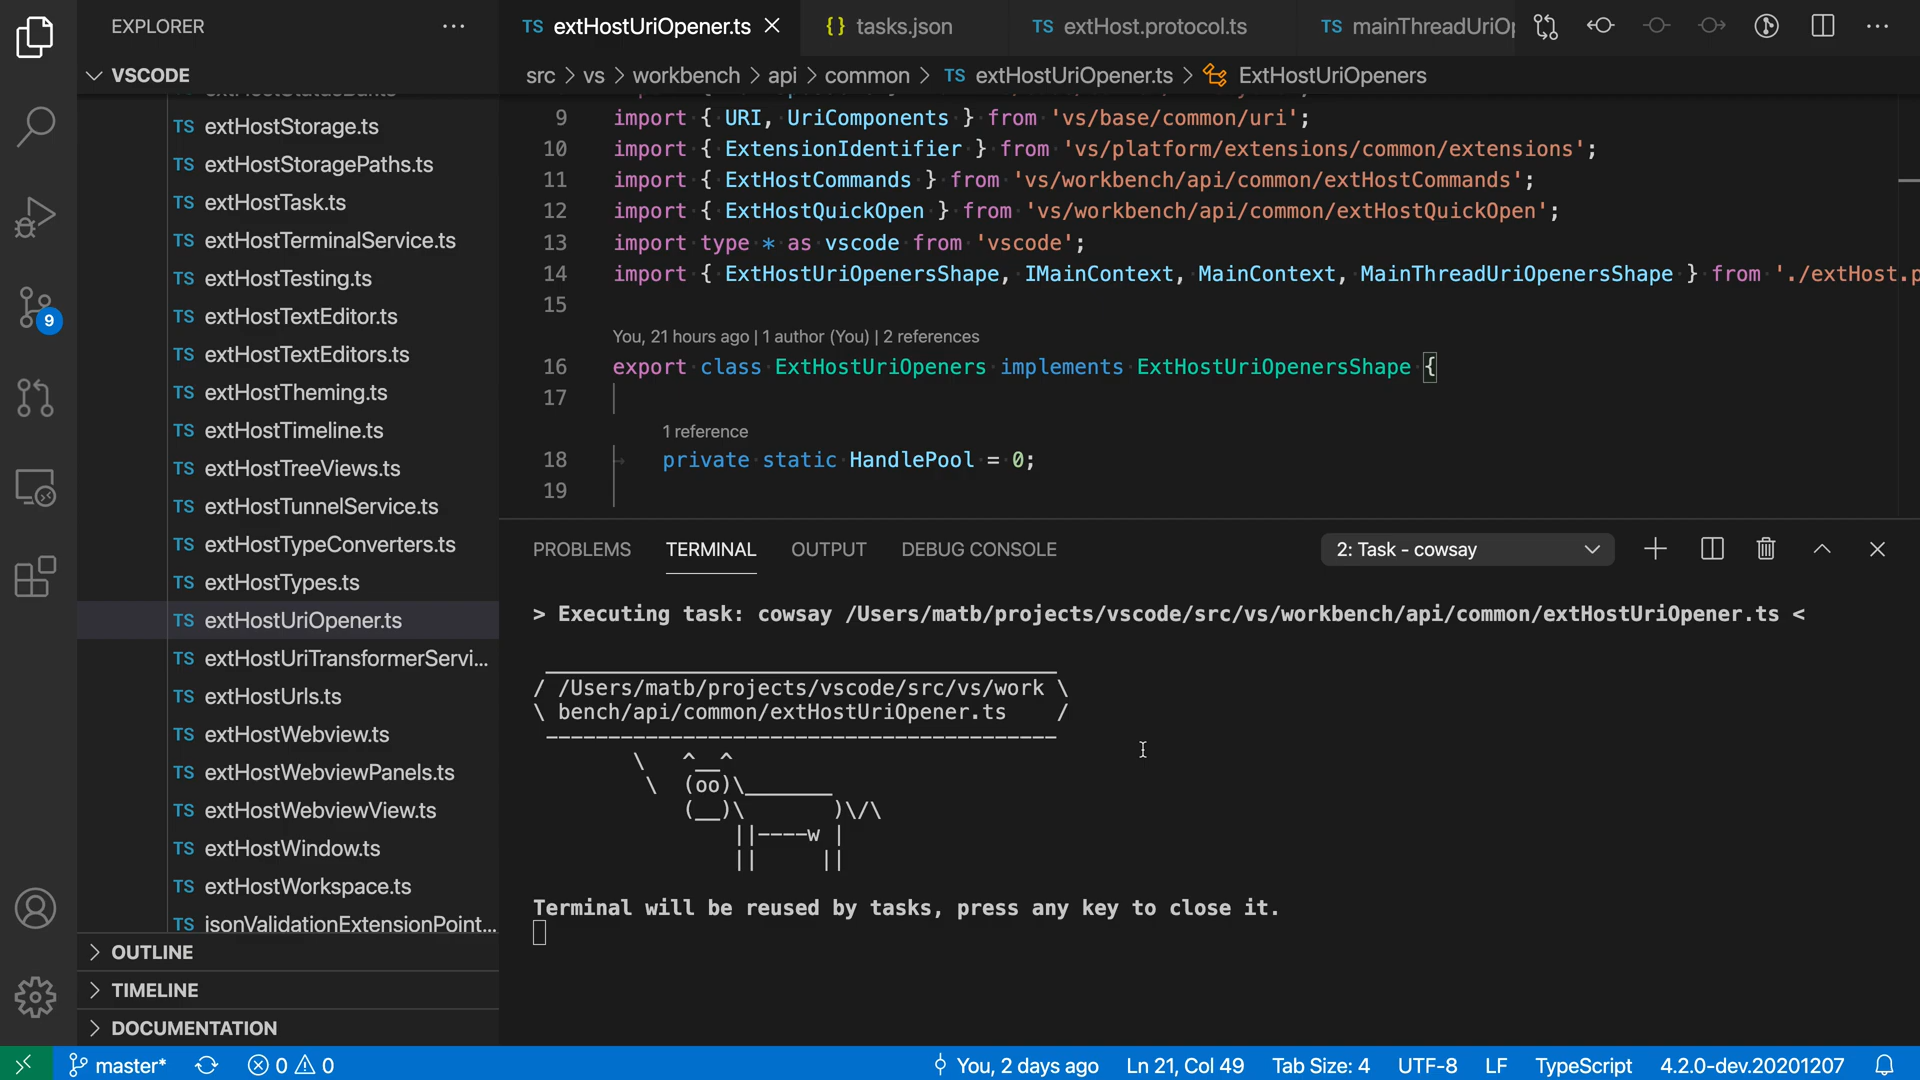 EXPLORER
VSCODE
TS extHostStorage.ts
TS extHostStoragePaths.ts
TS extHostTask.ts
TS extHostTerminalService.ts
TS extHostTesting.ts
TS extHostTextEditor.ts
TS extHostTextEditors.ts
TS extHostTheming.ts
TS extHostTimeline.ts
TS extHostTreeViews.ts
TS extHostTunnelService.ts
TS extHostTypeConverters.ts
TS extHostTypes.ts
TS extHostUriOpener.ts
TS extHostUriTransformerServi...
TS extHostUrls.ts
TS extHostWebview.ts
TS extHostWebviewPanels.ts
TS extHostWebviewView.ts
TS extHostWindow.ts
TS extHostWorkspace.ts
TS jsonValidationExtensionPoint...
OUTLINE
TIMELINE
DOCUMENTATION
9
TS extHostUriOpener.ts
{} tasks.json
TS extHost.protocol.ts
TS mainThreadUriOp
src > vs > workbench > api > common > TS extHostUriOpener.ts > ExtHostUriOpeners
9 import { URI, UriComponents } from 'vs/base/common/uri';
10 import { ExtensionIdentifier } from 'vs/platform/extensions/common/extensions';
11 import { ExtHostCommands } from 'vs/workbench/api/common/extHostCommands';
12 import { ExtHostQuickOpen } from 'vs/workbench/api/common/extHostQuickOpen';
13 import type * as vscode from 'vscode';
14 import { ExtHostUriOpenersShape, IMainContext, MainContext, MainThreadUriOpenersShape } from './extHost.p
15
You, 21 hours ago | 1 author (You) | 2 references
16 export class ExtHostUriOpeners implements ExtHostUriOpenersShape {
17
1 reference
18 private static HandlePool = 0;
19
PROBLEMS TERMINAL OUTPUT DEBUG CONSOLE
2: Task - cowsay
> Executing task: cowsay /Users/matb/projects/vscode/src/vs/workbench/api/common/extHostUriOpener.ts <
 _________________________________________
/ /Users/matb/projects/vscode/src/vs/work \
\ bench/api/common/extHostUriOpener.ts    /
 -----------------------------------------
        \   ^__^
         \  (oo)\_______
            (__)\       )\/\
                ||----w |
                ||     ||
Terminal will be reused by tasks, press any key to close it.
master* 0 0
You, 2 days ago Ln 21, Col 49 Tab Size: 4 UTF-8 LF TypeScript 4.2.0-dev.20201207